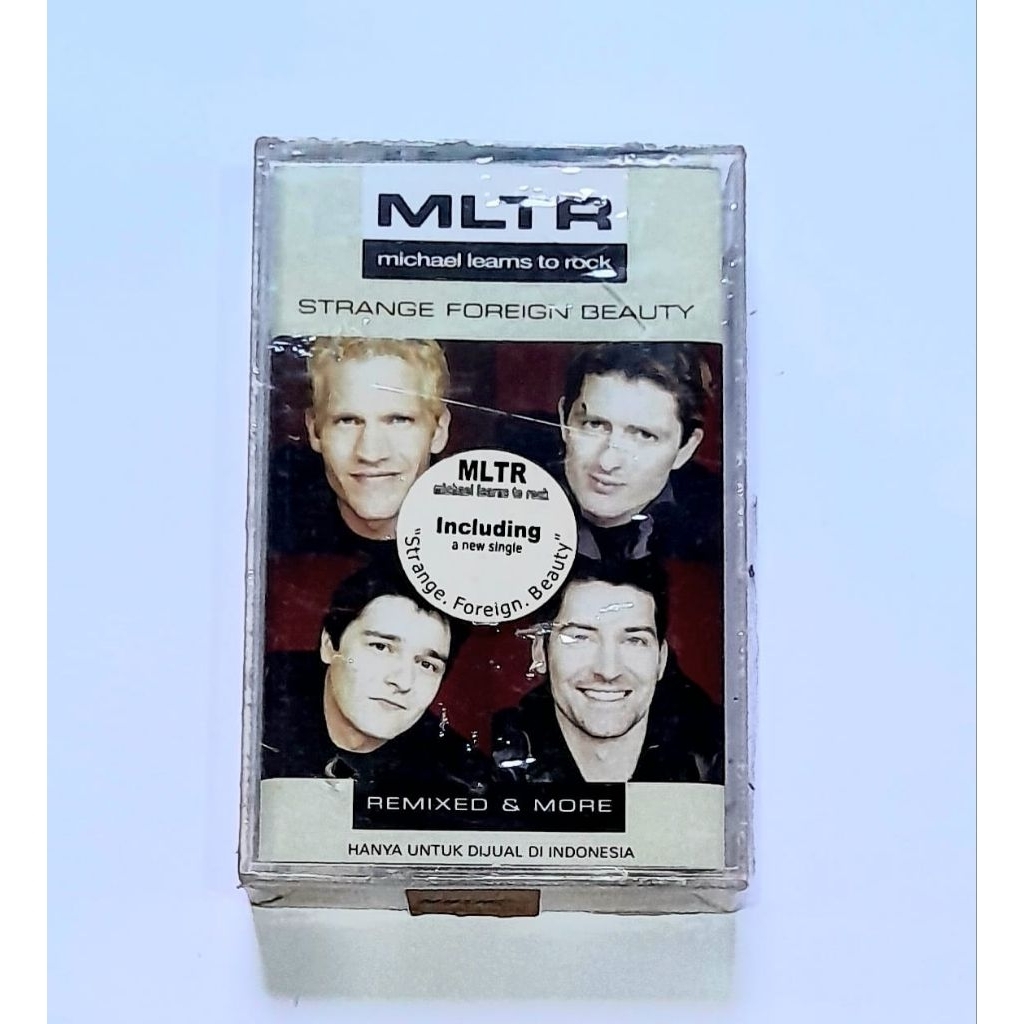 MLTR
michael learns to rock
STRANGE FOREIGN BEAUTY
MLTR
michael learns to rock
Including
a new single
"Strange. Foreign. Beauty"
REMIXED & MORE
HANYA UNTUK DIJUAL DI INDONESIA